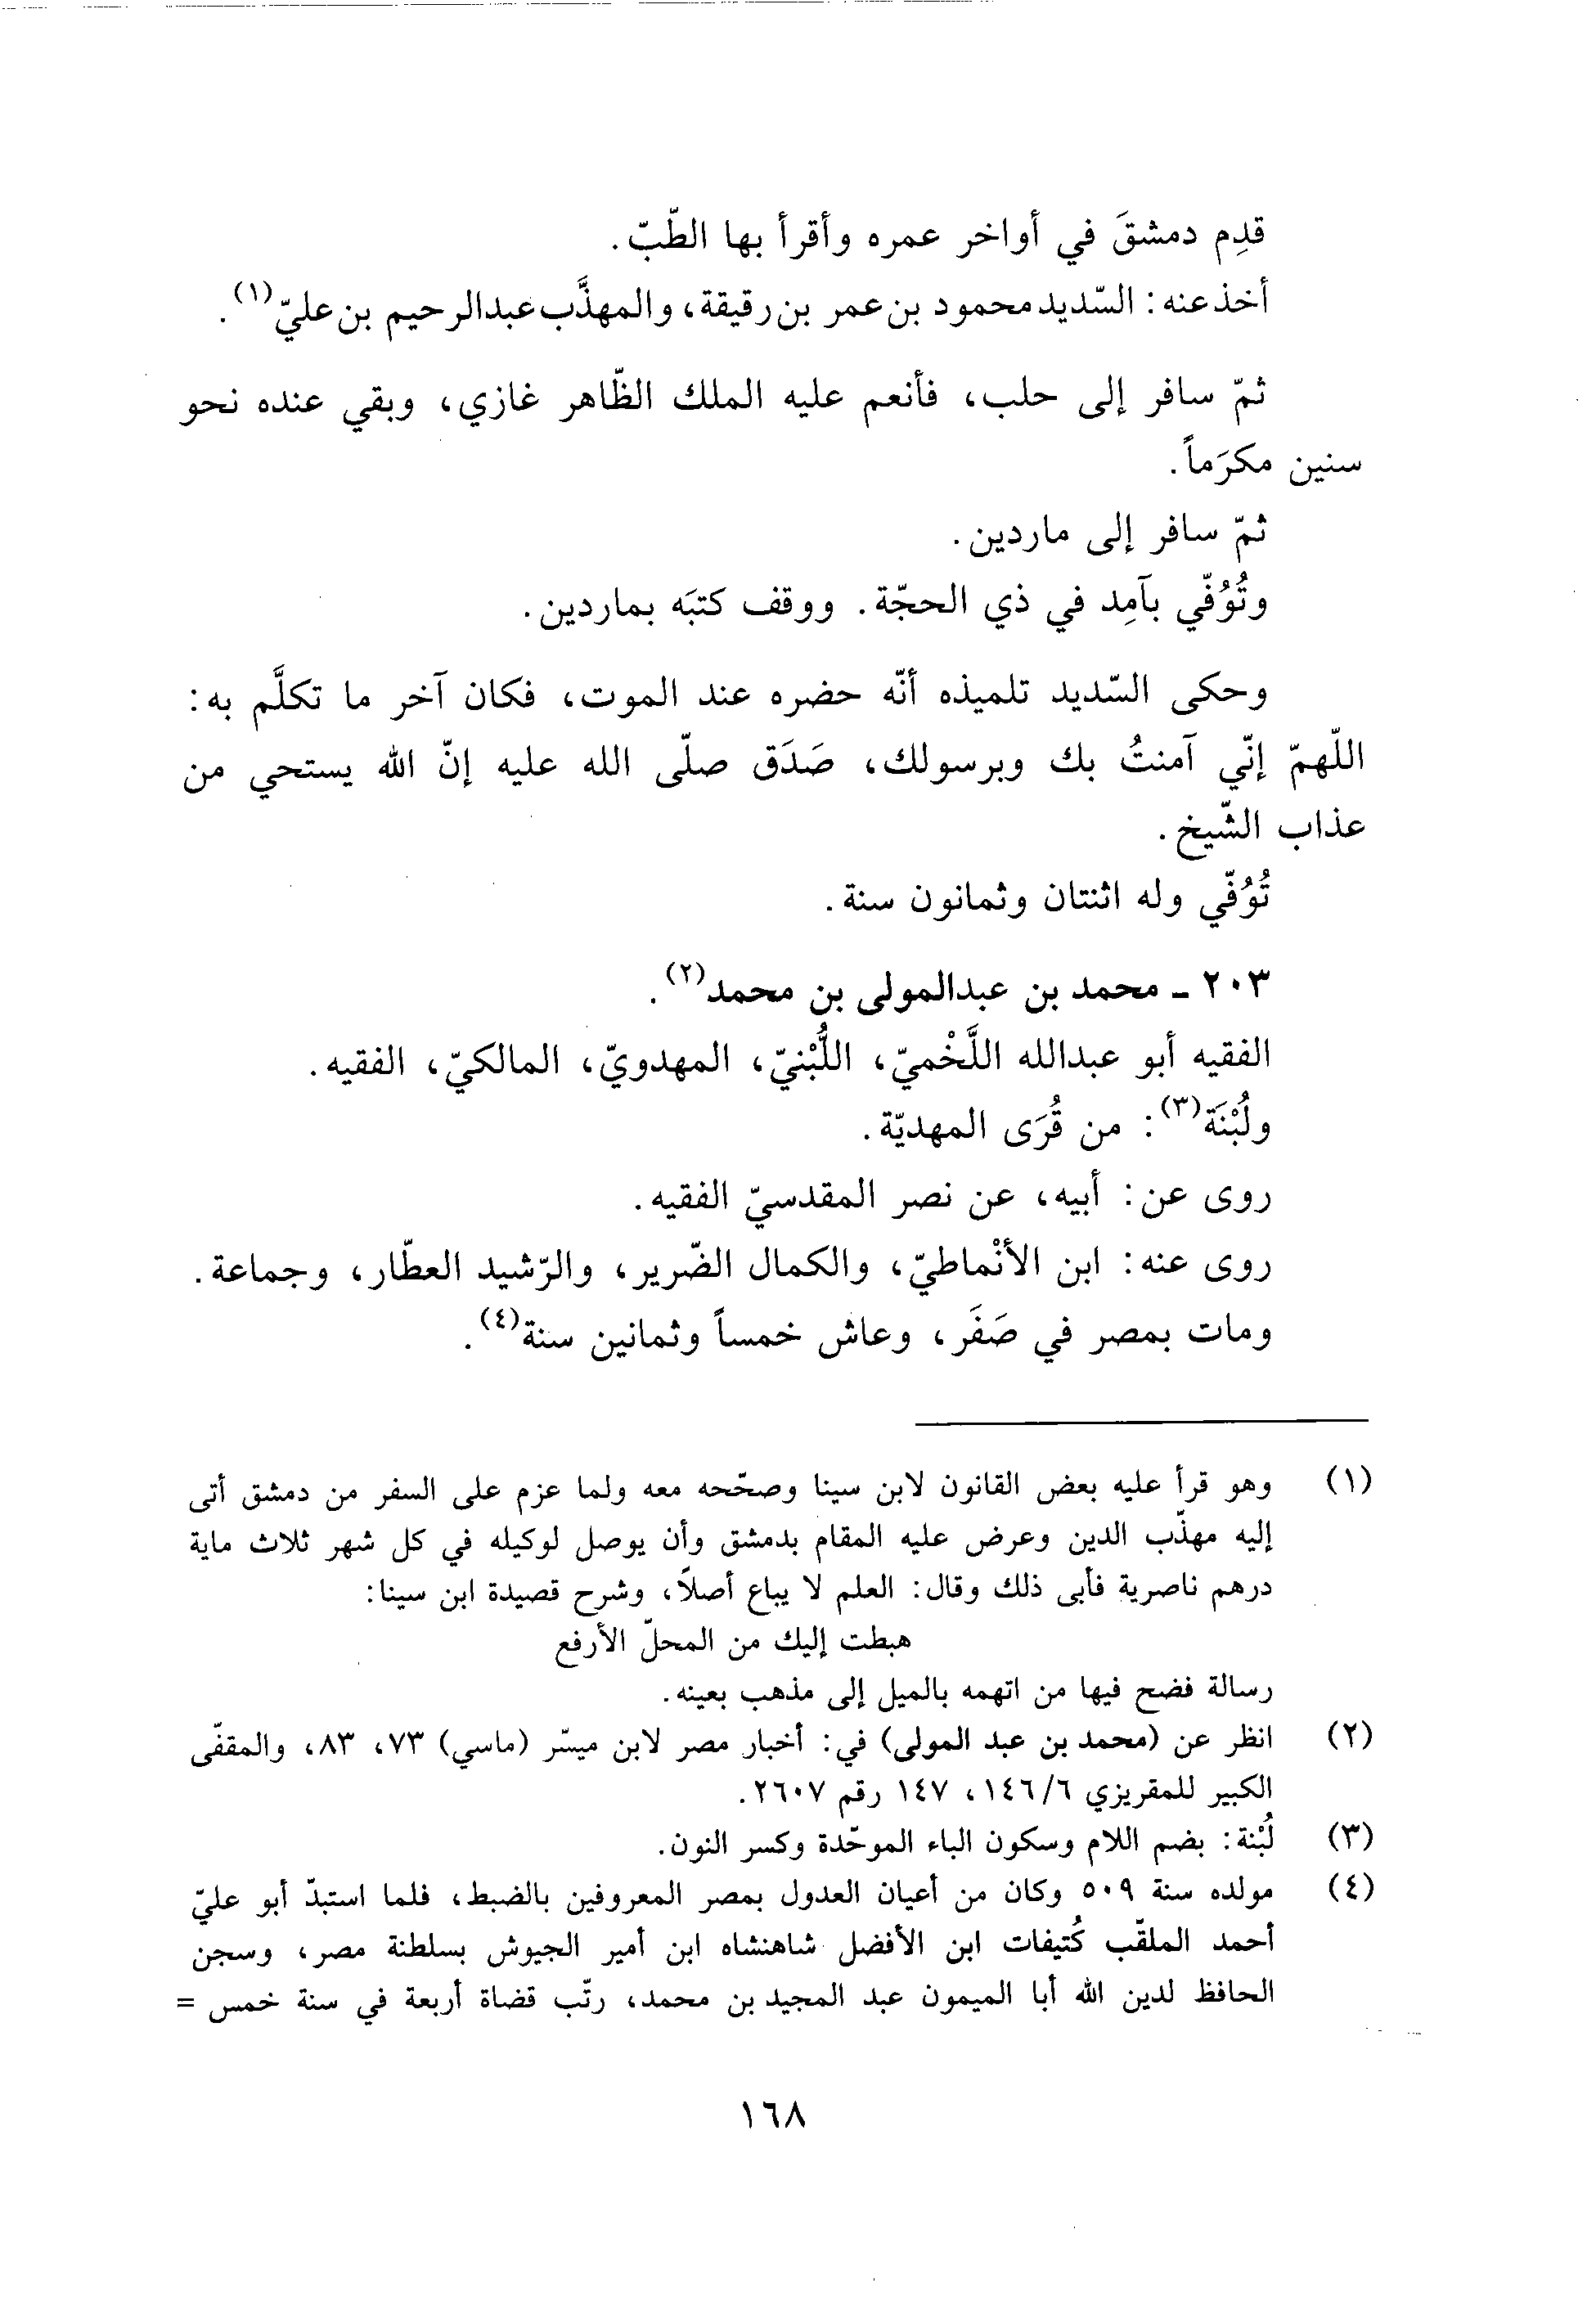 قدِم دمشقَ في أواخر عمره وأقرأ بها الطّبّ.
أخذ عنه: السّديد محمود بن عمر بن رقيقة، والمهذَّب عبدالرحيم بن عليّ(١).
ثمّ سافر إلى حلب، فأنعم عليه الملك الظّاهر غازي، وبقي عنده نحو
سنين مكرَماً.
ثمّ سافر إلى ماردين.
وتُوُفّي بآمِد في ذي الحجّة. ووقف كتبَه بماردين.
وحكى السّديد تلميذه أنّه حضره عند الموت، فكان آخر ما تكلَّم به:
اللّهمّ إنّي آمنتُ بك وبرسولك، صَدَق صلّى الله عليه إنّ الله يستحي من
عذاب الشّيخ.
تُوُفّي وله اثنتان وثمانون سنة.
٢٠٣ ـ محمد بن عبدالمولى بن محمد(٢).
الفقيه أبو عبدالله اللَّخْميّ، اللُّبْنيّ، المهدويّ، المالكيّ، الفقيه.
ولُبْنَة(٣): من قُرَى المهديّة.
روى عن: أبيه، عن نصر المقدسيّ الفقيه.
روى عنه: ابن الأنْماطيّ، والكمال الضّرير، والرّشيد العطّار، وجماعة.
ومات بمصر في صَفَر، وعاش خمساً وثمانين سنة(٤).
(١) وهو قرأ عليه بعض القانون لابن سينا وصحّحه معه ولما عزم على السفر من دمشق أتى
إليه مهذّب الدين وعرض عليه المقام بدمشق وأن يوصل لوكيله في كل شهر ثلاث ماية
درهم ناصرية فأبى ذلك وقال: العلم لا يباع أصلاً، وشرح قصيدة ابن سينا:
هبطت إليك من المحلّ الأرفع
رسالة فضح فيها من اتهمه بالميل إلى مذهب بعينه.
(٢) انظر عن (محمد بن عبد المولى) في: أخبار مصر لابن ميسّر (ماسي) ٧٣، ٨٣، والمقفّى
الكبير للمقريزي ٦/١٤٦، ١٤٧ رقم ٢٦٠٧.
(٣) لُبْنة: بضم اللام وسكون الباء الموحّدة وكسر النون.
(٤) مولده سنة ٥٠٩ وكان من أعيان العدول بمصر المعروفين بالضبط، فلما استبدّ أبو عليّ
أحمد الملقّب كُتيفات ابن الأفضل شاهنشاه ابن أمير الجيوش بسلطنة مصر، وسجن
الحافظ لدين الله أبا الميمون عبد المجيد بن محمد، رتّب قضاة أربعة في سنة خمس =
١٦٨